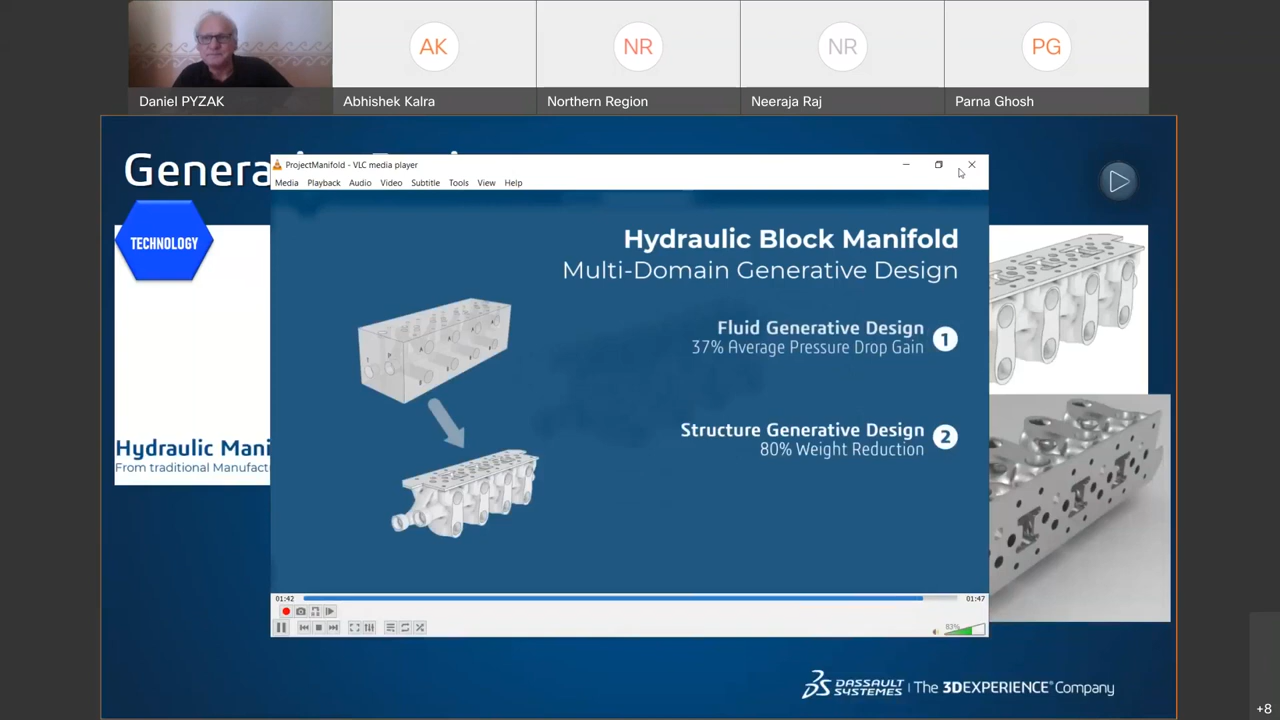 AK
NR
NR
PG
Daniel PYZAK
Abhishek Kalra
Northern Region
Neeraja Raj
Parna Ghosh
ProjectManifold - VLC media player
Media Playback Audio Video Subtitle Tools View Help
TECHNOLOGY
Hydraulic Block Manifold
Multi-Domain Generative Design
Fluid Generative Design
37% Average Pressure Drop Gain
1
Structure Generative Design
80% Weight Reduction
2
Hydraulic Mani
From traditional Manufact
01:42
01:47
83%
DASSAULT SYSTEMES | The 3DEXPERIENCE® Company
+8